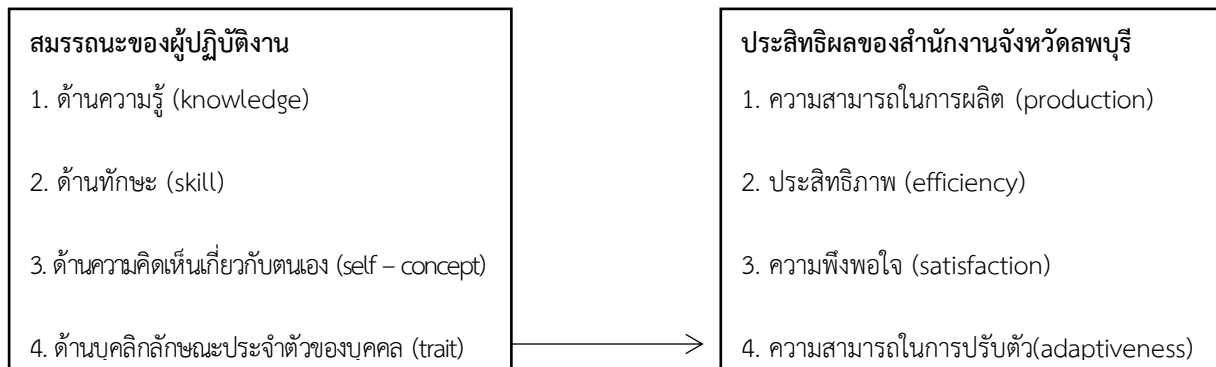 สมรรถนะของผู้ปฏิบัติงาน
1. ด้านความรู้ (knowledge)
2. ด้านทักษะ (skill)
3. ด้านความคิดเห็นเกี่ยวกับตนเอง (self – concept)
4. ด้านบุคลิกลักษณะประจำตัวของบุคคล (trait)
ประสิทธิผลของสำนักงานจังหวัดลพบุรี
1. ความสามารถในการผลิต (production)
2. ประสิทธิภาพ (efficiency)
3. ความพึงพอใจ (satisfaction)
4. ความสามารถในการปรับตัว(adaptiveness)